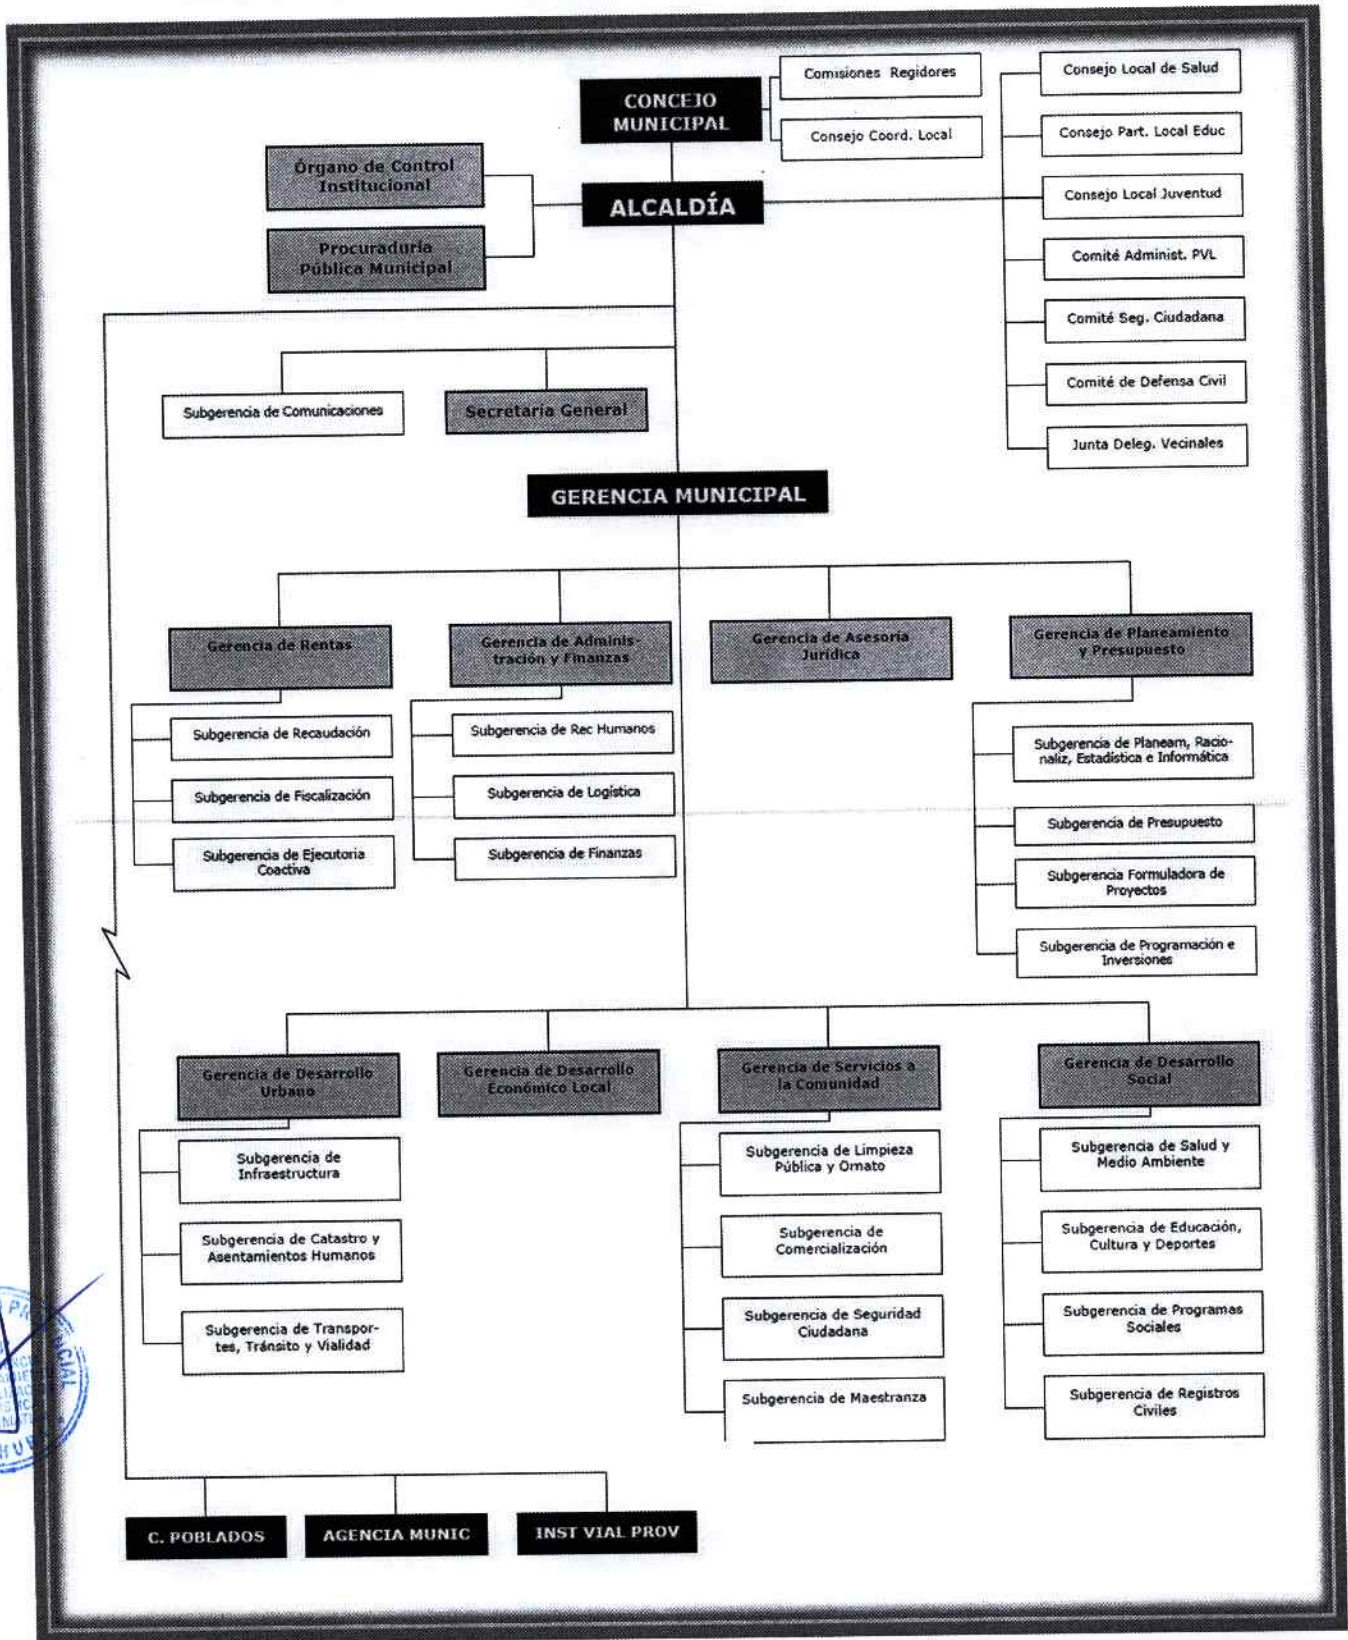 CONCEJO
MUNICIPAL
Comisiones Regidores
Consejo Coord. Local
Consejo Local de Salud
Consejo Part. Local Educ
Consejo Local Juventud
Comité Administ. PVL
Comité Seg. Ciudadana
Comité de Defensa Civil
Junta Deleg. Vecinales
Órgano de Control
Institucional
Procuraduría
Pública Municipal
ALCALDÍA
Subgerencia de Comunicaciones
Secretaria General
GERENCIA MUNICIPAL
Gerencia de Rentas
Subgerencia de Recaudación
Subgerencia de Fiscalización
Subgerencia de Ejecutoria
Coactiva
Gerencia de Adminis-
tración y Finanzas
Subgerencia de Rec Humanos
Subgerencia de Logística
Subgerencia de Finanzas
Gerencia de Asesoría
Jurídica
Gerencia de Planeamiento
y Presupuesto
Subgerencia de Planeam, Racio-
naliz, Estadística e Informática
Subgerencia de Presupuesto
Subgerencia Formuladora de
Proyectos
Subgerencia de Programación e
Inversiones
Gerencia de Desarrollo
Urbano
Subgerencia de
Infraestructura
Subgerencia de Catastro y
Asentamientos Humanos
Subgerencia de Transpor-
tes, Tránsito y Vialidad
Gerencia de Desarrollo
Económico Local
Gerencia de Servicios a
la Comunidad
Subgerencia de Limpieza
Pública y Ornato
Subgerencia de
Comercialización
Subgerencia de Seguridad
Ciudadana
Subgerencia de Maestranza
Gerencia de Desarrollo
Social
Subgerencia de Salud y
Medio Ambiente
Subgerencia de Educación,
Cultura y Deportes
Subgerencia de Programas
Sociales
Subgerencia de Registros
Civiles
C. POBLADOS
AGENCIA MUNIC
INST VIAL PROV